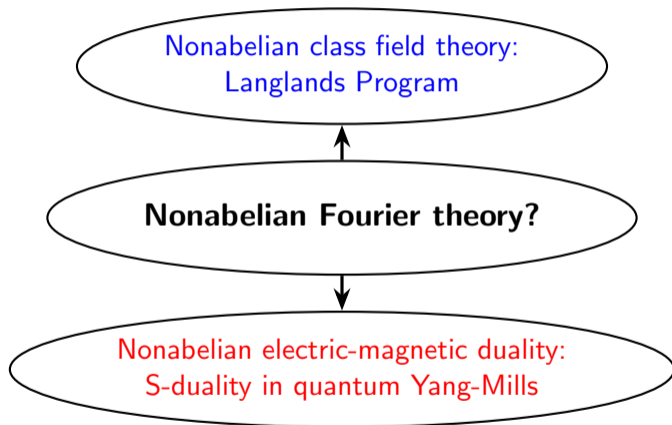 Nonabelian class field theory:
Langlands Program
Nonabelian Fourier theory?
Nonabelian electric-magnetic duality:
S-duality in quantum Yang-Mills